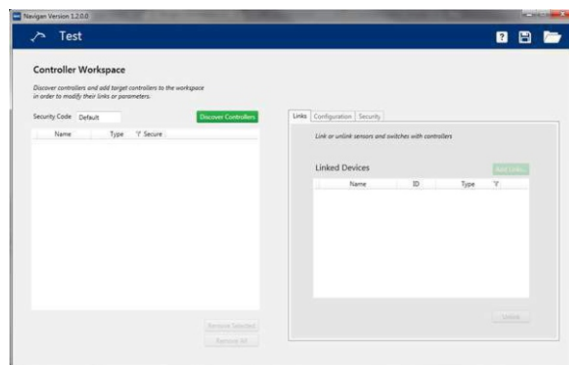 Navigan Version 1.2.0.0
Test
?
Controller Workspace
Discover controllers and add target controllers to the workspace
in order to modify their links or parameters.
Security Code Default Discover Controllers
Name Type Secure
Remove Selected
Remove All
Links Configuration Security
Link or unlink sensors and switches with controllers
Linked Devices Add Links...
Name ID Type
Unlink